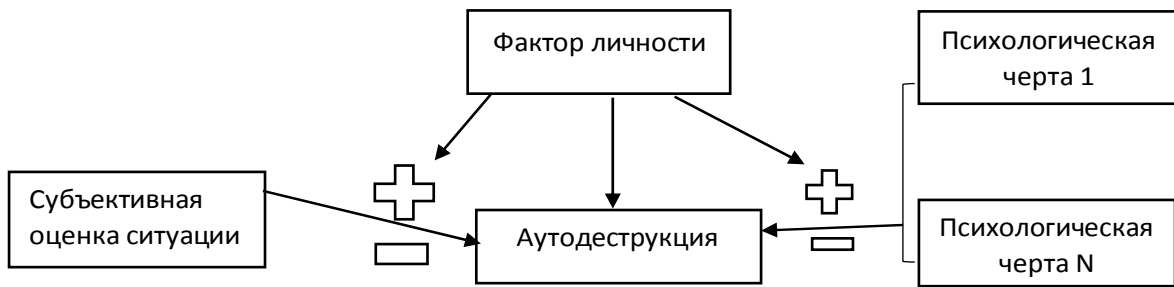 Фактор личности
Психологическая
черта 1
Субъективная
оценка ситуации
Аутодеструкция
Психологическая
черта N